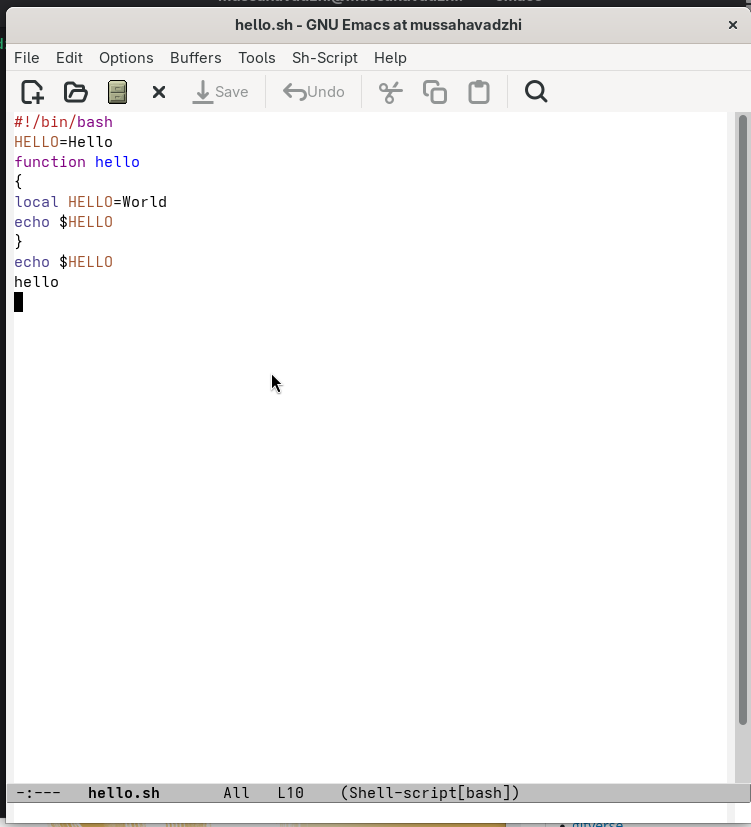 hello.sh - GNU Emacs at mussahavadzhi
File Edit Options Buffers Tools Sh-Script Help
Save Undo
#!/bin/bash
HELLO=Hello
function hello
{
local HELLO=World
echo $HELLO
}
echo $HELLO
hello
-:--- hello.sh All L10 (Shell-script[bash])